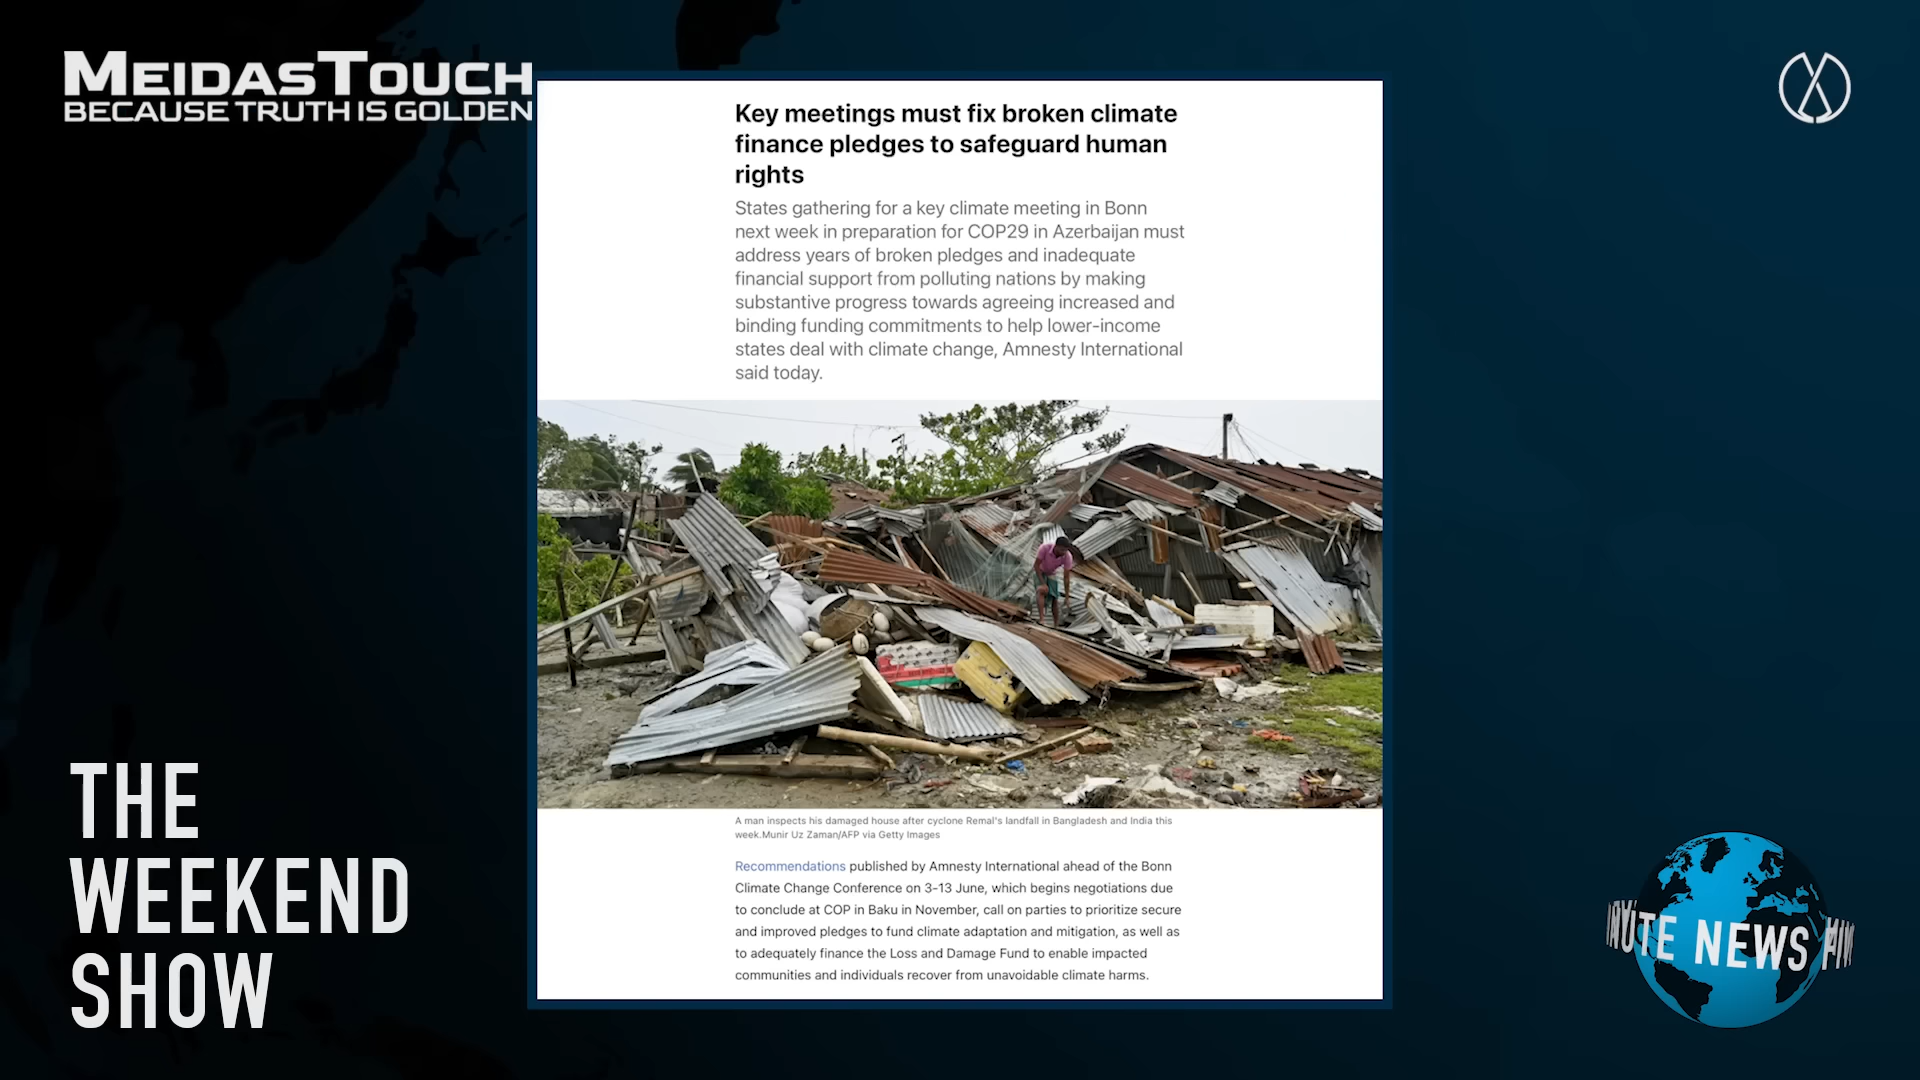 MEIDASTOUCH
BECAUSE TRUTH IS GOLDEN
Key meetings must fix broken climate
finance pledges to safeguard human
rights
States gathering for a key climate meeting in Bonn
next week in preparation for COP29 in Azerbaijan must
address years of broken pledges and inadequate
financial support from polluting nations by making
substantive progress towards agreeing increased and
binding funding commitments to help lower-income
states deal with climate change, Amnesty International
said today.
A man inspects his damaged house after cyclone Remal's landfall in Bangladesh and India this
week.Munir Uz Zaman/AFP via Getty Images
Recommendations published by Amnesty International ahead of the Bonn
Climate Change Conference on 3-13 June, which begins negotiations due
to conclude at COP in Baku in November, call on parties to prioritize secure
and improved pledges to fund climate adaptation and mitigation, as well as
to adequately finance the Loss and Damage Fund to enable impacted
communities and individuals recover from unavoidable climate harms.
THE
WEEKEND
SHOW
NEWS